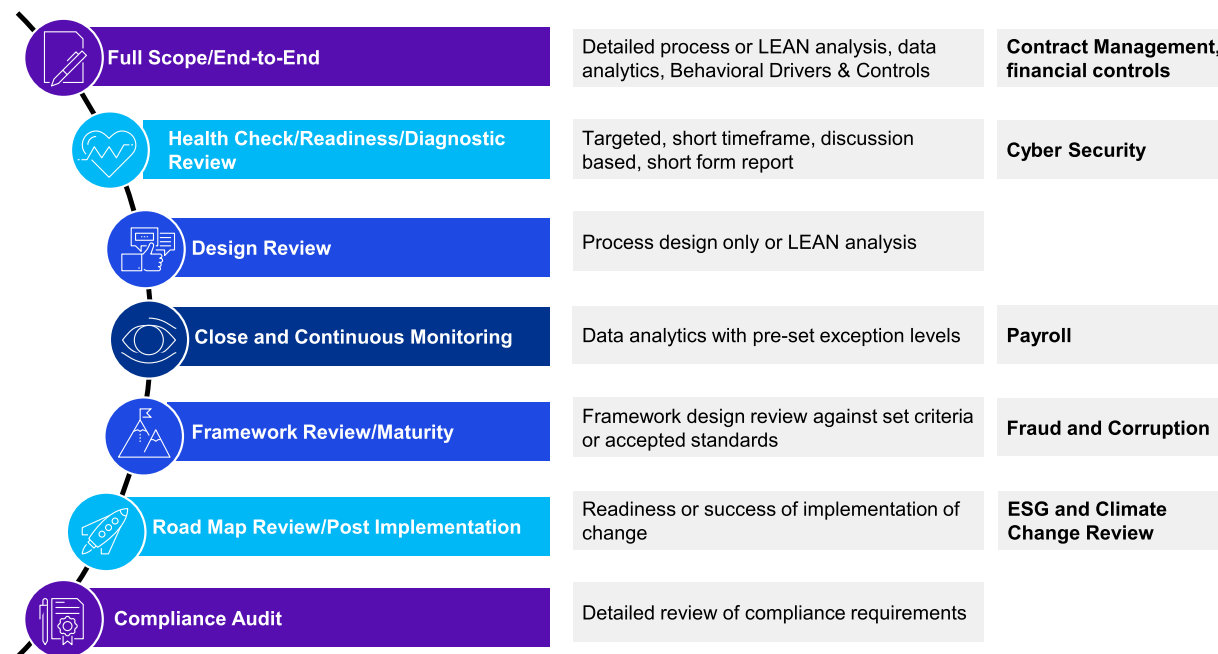 Full Scope/End-to-End
Detailed process or LEAN analysis, data
analytics, Behavioral Drivers & Controls
Contract Management,
financial controls
Health Check/Readiness/Diagnostic
Review
Targeted, short timeframe, discussion
based, short form report
Cyber Security
Design Review
Process design only or LEAN analysis
Close and Continuous Monitoring
Data analytics with pre-set exception levels
Payroll
Framework Review/Maturity
Framework design review against set criteria
or accepted standards
Fraud and Corruption
Road Map Review/Post Implementation
Readiness or success of implementation of
change
ESG and Climate
Change Review
Compliance Audit
Detailed review of compliance requirements